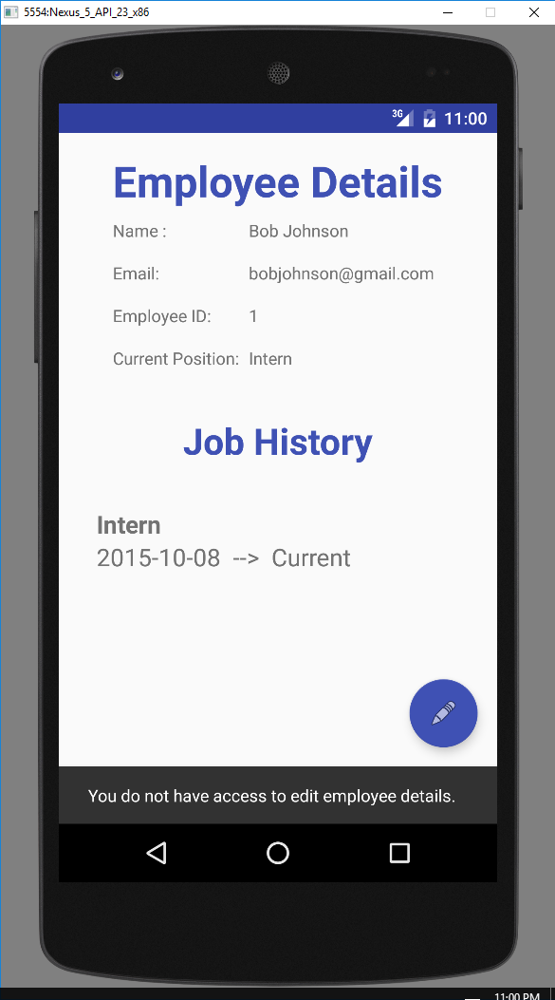 5554:Nexus_5_API_23_x86
3G 11:00
Employee Details
Name : Bob Johnson
Email: bobjohnson@gmail.com
Employee ID: 1
Current Position: Intern
Job History
Intern
2015-10-08 --> Current
You do not have access to edit employee details.
11:00 PM